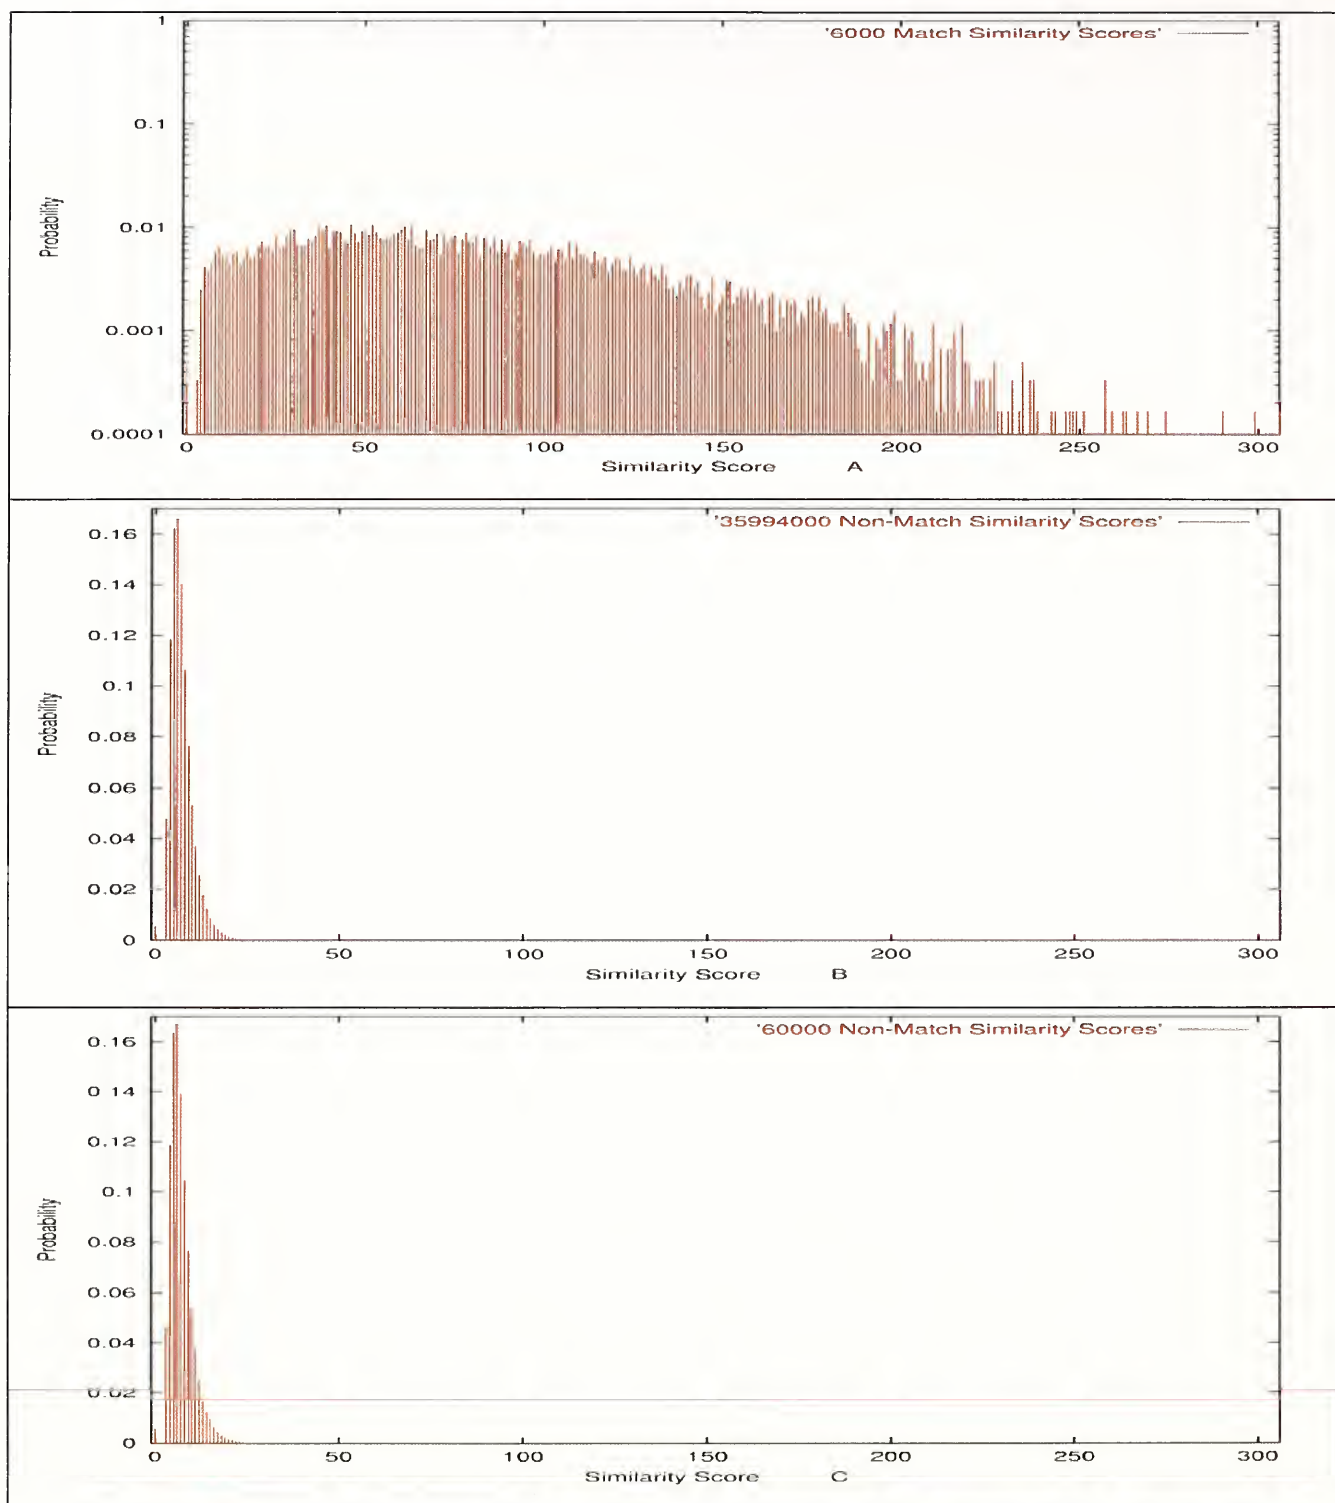 '6000 Match Similarity Scores'
1
0.1
0.01
0.001
0.0001
Probability
0 50 100 150 200 250 300
Similarity Score A
'35994000 Non-Match Similarity Scores'
0.16
0.14
0.12
0.1
0.08
0.06
0.04
0.02
0
Probability
0 50 100 150 200 250 300
Similarity Score B
'60000 Non-Match Similarity Scores'
0.16
0.14
0.12
0.1
0.08
0.06
0.04
0.02
0
Probability
0 50 100 150 200 250 300
Similarity Score C